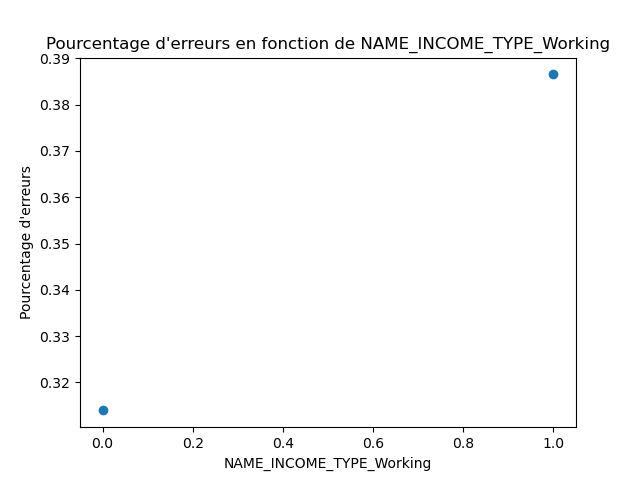 Pourcentage d'erreurs en fonction de NAME_INCOME_TYPE_Working
0.39
0.38
0.37
0.36
0.35
0.34
0.33
0.32
Pourcentage d'erreurs
0.0 0.2 0.4 0.6 0.8 1.0
NAME_INCOME_TYPE_Working